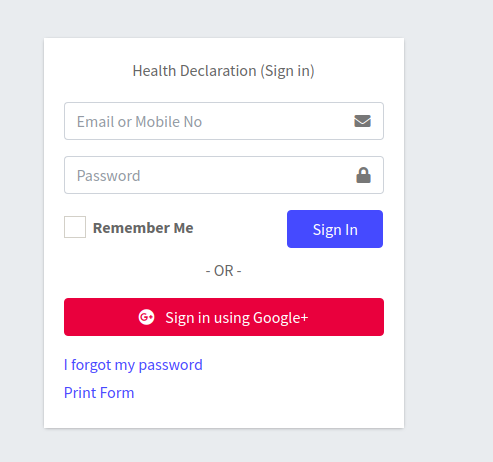 Health Declaration (Sign in)
Email or Mobile No
Password
Remember Me
Sign In
- OR -
G+ Sign in using Google+
I forgot my password
Print Form